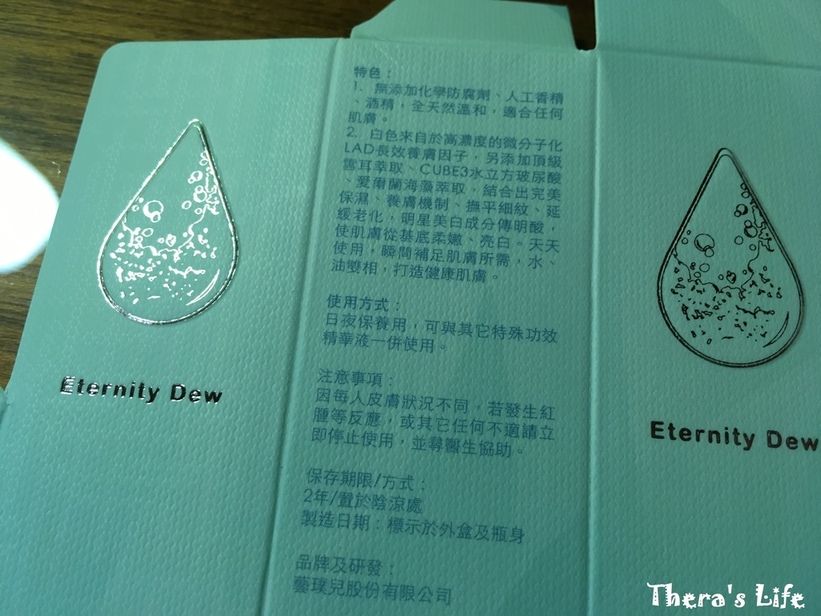 特色：
1. 無添加化學防腐劑、人工香精
、酒精，全天然溫和，適合任何
肌膚。
2. 白色來自於高濃度的微分子化
LAD長效養膚因子，另添加頂級
雪耳萃取、CUBE3水立方玻尿酸
、愛爾蘭海藻萃取，結合出完美
保濕、養膚機制、撫平細紋、延
緩老化，明星美白成分傳明酸，
使肌膚從基底柔嫩、亮白。天天
使用，瞬間補足肌膚所需，水、
油雙相，打造健康肌膚。
使用方式：
日夜保養用，可與其它特殊功效
精華液一併使用。
注意事項：
因每人皮膚狀況不同，若發生紅
腫等反應，或其它任何不適請立
即停止使用，並尋醫生協助。
保存期限/方式：
2年/置於陰涼處
製造日期：標示於外盒及瓶身
品牌及研發：
藝璞兒股份有限公司
Eternity Dew
Eternity Dew
Thera's Life